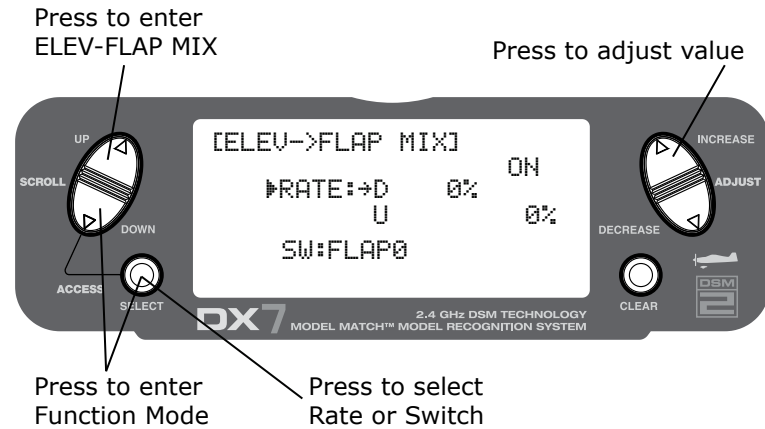 Press to enter
ELEV-FLAP MIX
Press to adjust value
UP
SCROLL
DOWN
ACCESS
SELECT
[ELEV->FLAP MIX]
ON
RATE:→D 0%
U 0%
SW:FLAP0
INCREASE
ADJUST
DECREASE
CLEAR
DSM
2
DX7
2.4 GHz DSM TECHNOLOGY
MODEL MATCH™ MODEL RECOGNITION SYSTEM
Press to enter
Function Mode
Press to select
Rate or Switch